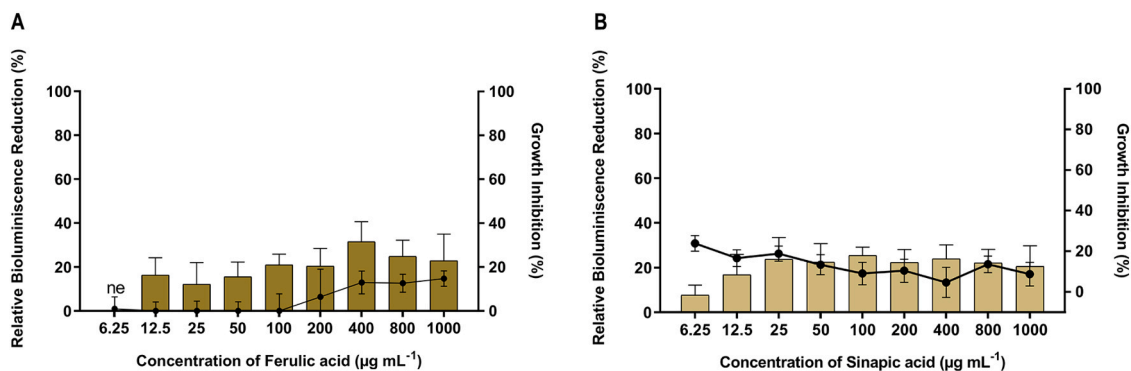 A
Relative Bioluminiscence Reduction (%)
100
80
60
40
20
0
ne
6.25 12.5 25 50 100 200 400 800 1000
Concentration of Ferulic acid (µg mL⁻¹)
100
80
60
40
20
0
Growth Inhibition (%)
B
Relative Bioluminiscence Reduction (%)
100
80
60
40
20
0
6.25 12.5 25 50 100 200 400 800 1000
Concentration of Sinapic acid (µg mL⁻¹)
100
80
60
40
20
0
Growth Inhibition (%)